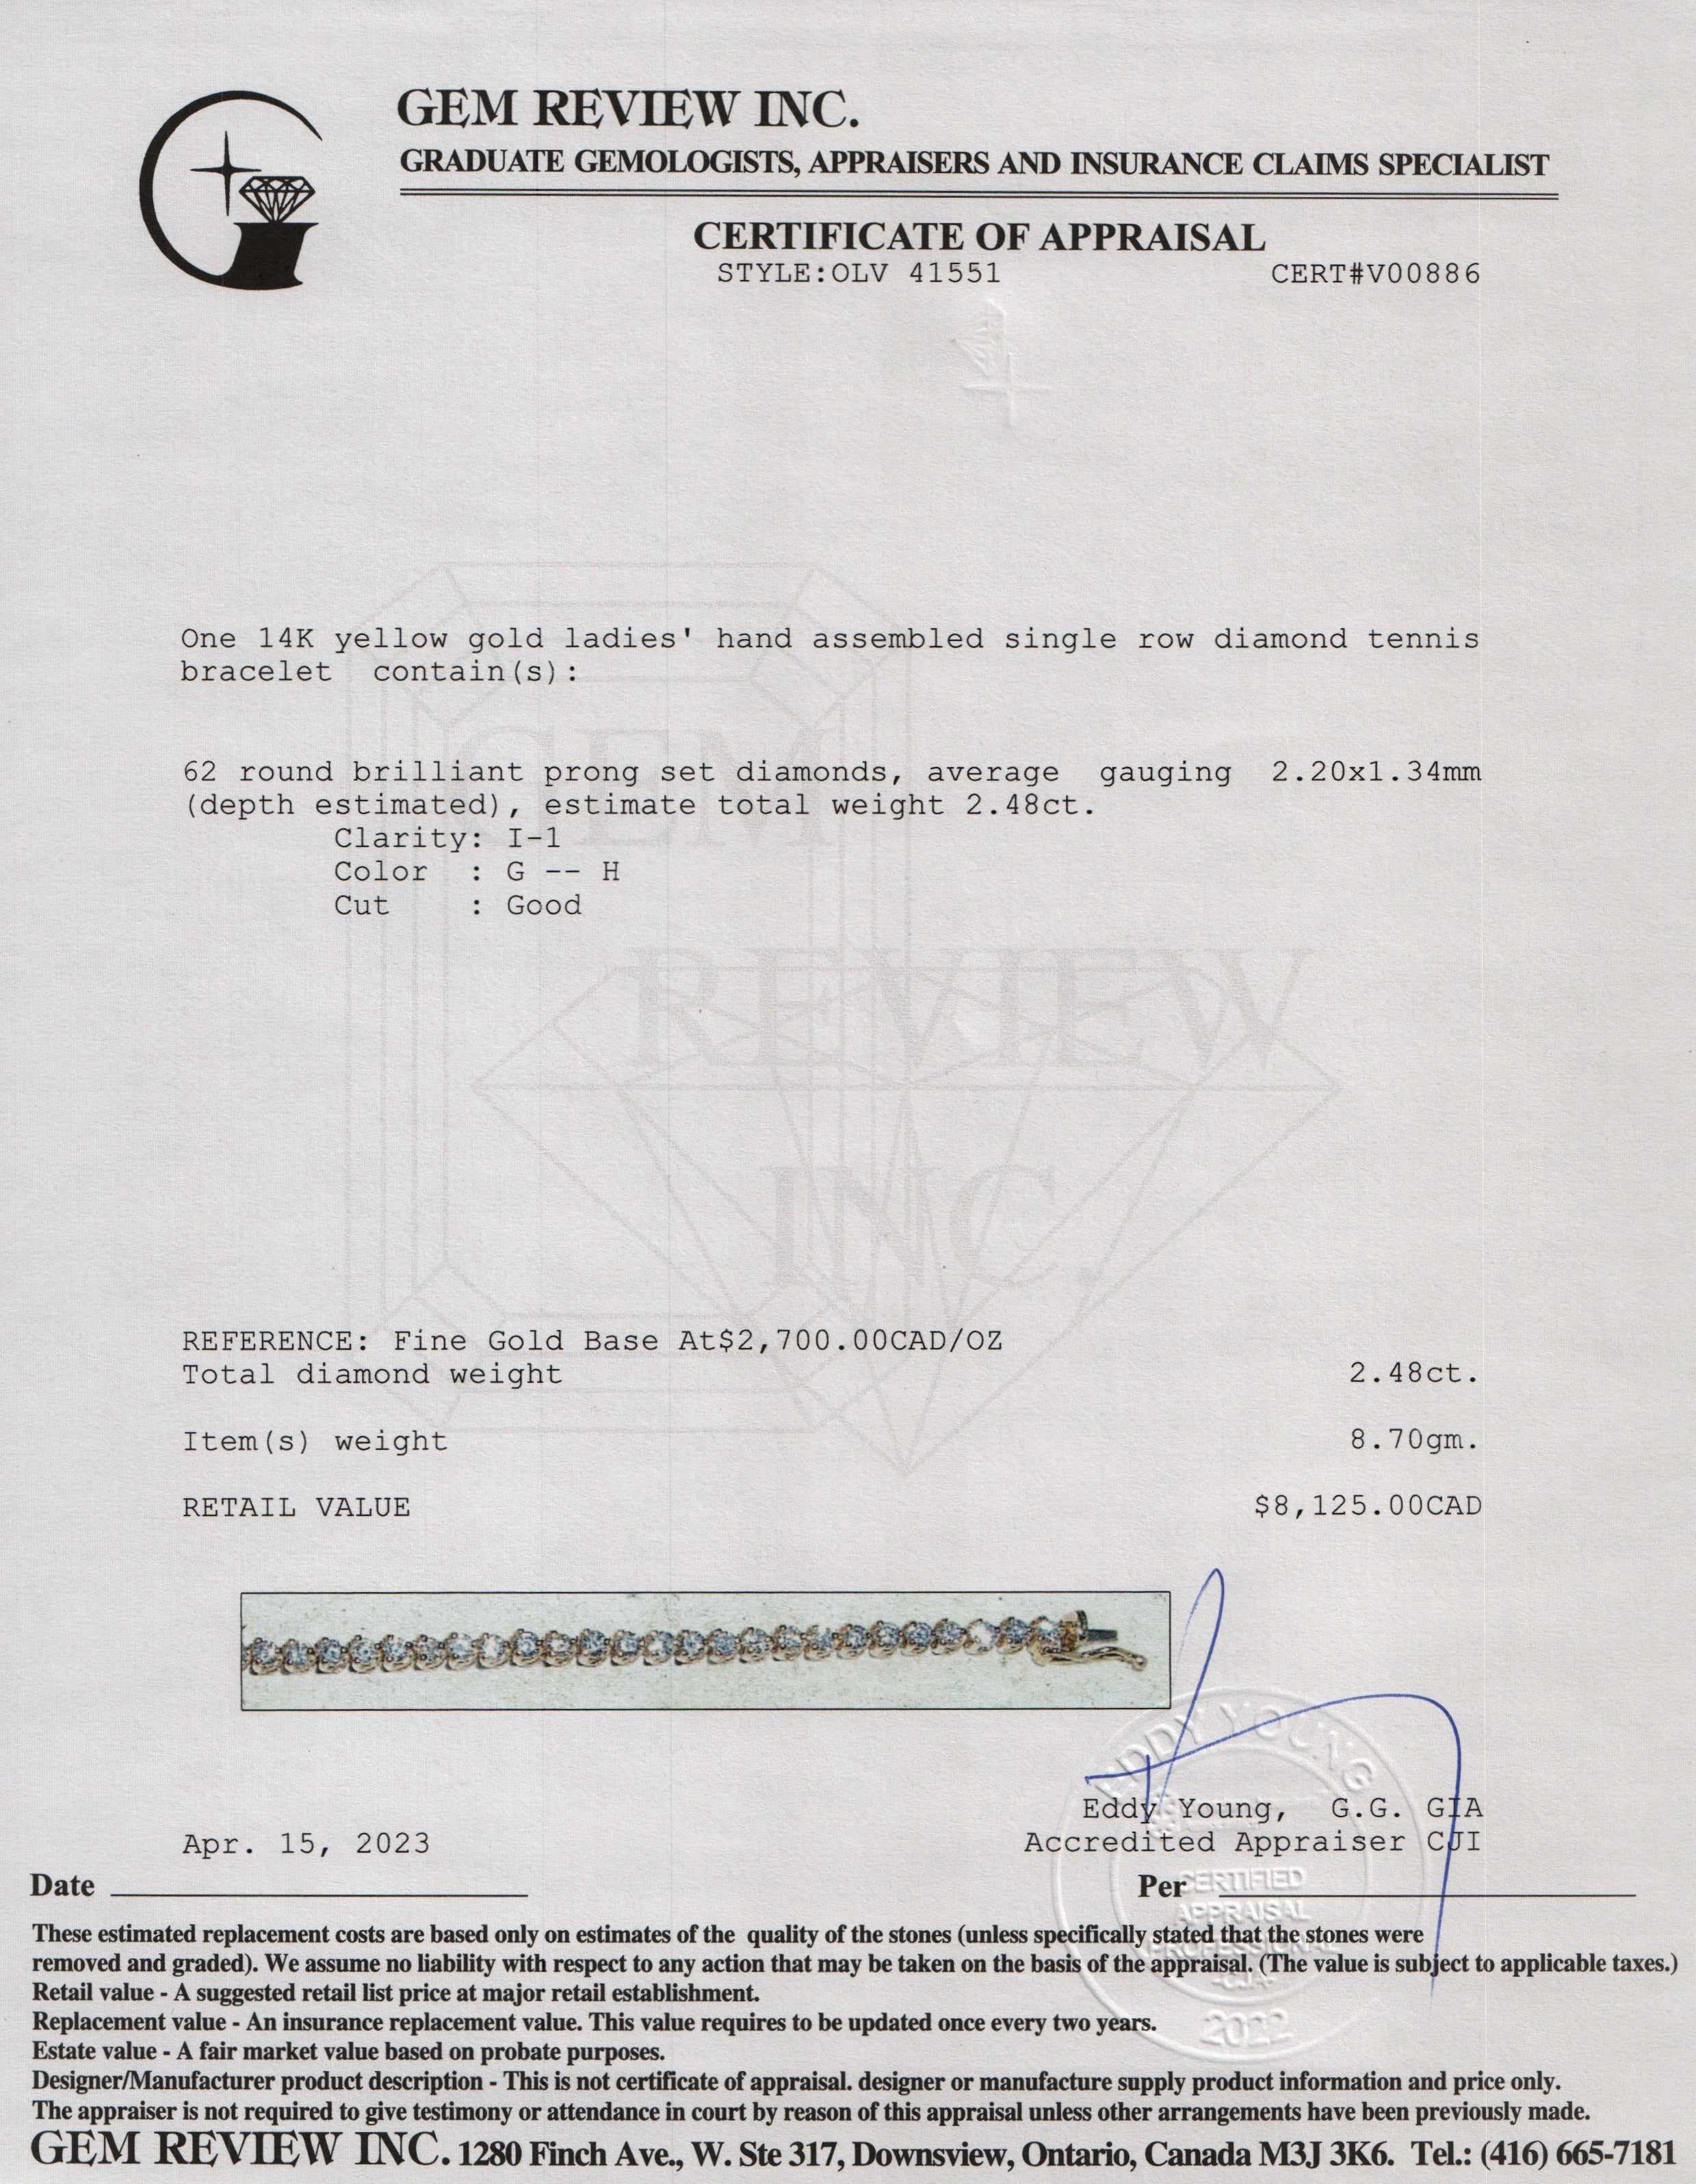 GEM REVIEW INC.
GRADUATE GEMOLOGISTS, APPRAISERS AND INSURANCE CLAIMS SPECIALIST
CERTIFICATE OF APPRAISAL
STYLE:OLV 41551 CERT#V00886
One 14K yellow gold ladies' hand assembled single row diamond tennis
bracelet contain(s):
62 round brilliant prong set diamonds, average gauging 2.20x1.34mm
(depth estimated), estimate total weight 2.48ct.
Clarity: I-1
Color : G -- H
Cut : Good
GEM
REVIEW
INC.
REFERENCE: Fine Gold Base At$2,700.00CAD/OZ
Total diamond weight 2.48ct.
Item(s) weight 8.70gm.
RETAIL VALUE $8,125.00CAD
EDDY YOUNG
Eddy Young, G.G. GIA
Apr. 15, 2023 Accredited Appraiser CJI
Date Per
CERTIFIED
APPRAISAL
PROFESSIONAL
-CJA-
2022
These estimated replacement costs are based only on estimates of the quality of the stones (unless specifically stated that the stones were
removed and graded). We assume no liability with respect to any action that may be taken on the basis of the appraisal. (The value is subject to applicable taxes.)
Retail value - A suggested retail list price at major retail establishment.
Replacement value - An insurance replacement value. This value requires to be updated once every two years.
Estate value - A fair market value based on probate purposes.
Designer/Manufacturer product description - This is not certificate of appraisal. designer or manufacture supply product information and price only.
The appraiser is not required to give testimony or attendance in court by reason of this appraisal unless other arrangements have been previously made.
GEM REVIEW INC. 1280 Finch Ave., W. Ste 317, Downsview, Ontario, Canada M3J 3K6. Tel.: (416) 665-7181